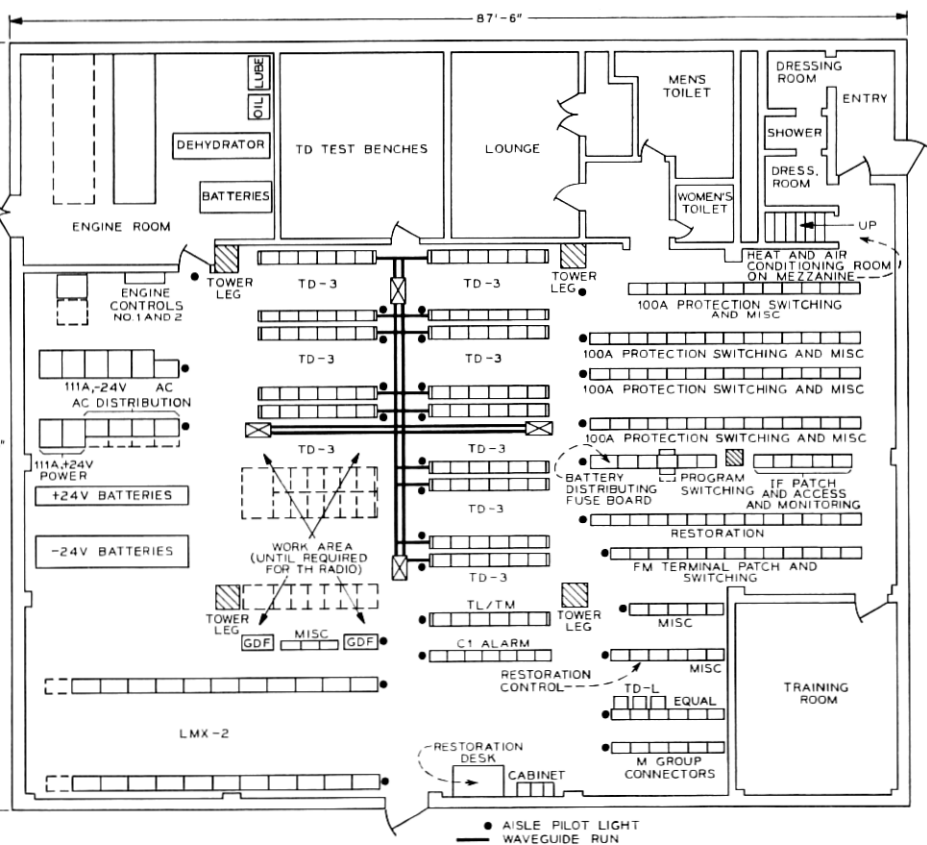 87'-6"
LUBE
OIL
DEHYDRATOR
BATTERIES
ENGINE ROOM
TD TEST BENCHES
LOUNGE
MEN'S
TOILET
WOMEN'S
TOILET
DRESSING
ROOM
ENTRY
SHOWER
DRESS.
ROOM
UP
HEAT AND AIR
CONDITIONING ROOM
ON MEZZANINE
ENGINE
CONTROLS
NO. 1 AND 2
TOWER
LEG
TD-3
TD-3
TOWER
LEG
100A PROTECTION SWITCHING
AND MISC
TD-3
TD-3
100A PROTECTION SWITCHING AND MISC
100A PROTECTION SWITCHING AND MISC
111A,-24V AC
AC DISTRIBUTION
TD-3
TD-3
100A PROTECTION SWITCHING AND MISC
111A,+24V
POWER
BATTERY
DISTRIBUTING
FUSE BOARD
PROGRAM
SWITCHING
IF PATCH
AND ACCESS
AND MONITORING
+24V BATTERIES
TD-3
RESTORATION
-24V BATTERIES
WORK AREA
(UNTIL REQUIRED
FOR TH RADIO)
TD-3
FM TERMINAL PATCH AND
SWITCHING
TOWER
LEG
TL/TM
TOWER
LEG
MISC
GDF
MISC
GDF
C1 ALARM
RESTORATION
CONTROL
MISC
TD-L
EQUAL
TRAINING
ROOM
LMX-2
RESTORATION
DESK
CABINET
M GROUP
CONNECTORS
AISLE PILOT LIGHT
WAVEGUIDE RUN